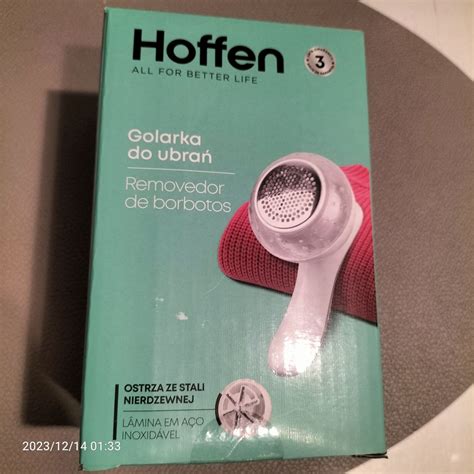 Hoffen
ALL FOR BETTER LIFE
3
Golarka
do ubrań
Removedor
de borbotos
OSTRZA ZE STALI
NIERDZEWNEJ
LÂMINA EM AÇO
INOXIDÁVEL
2023/12/14 01:33